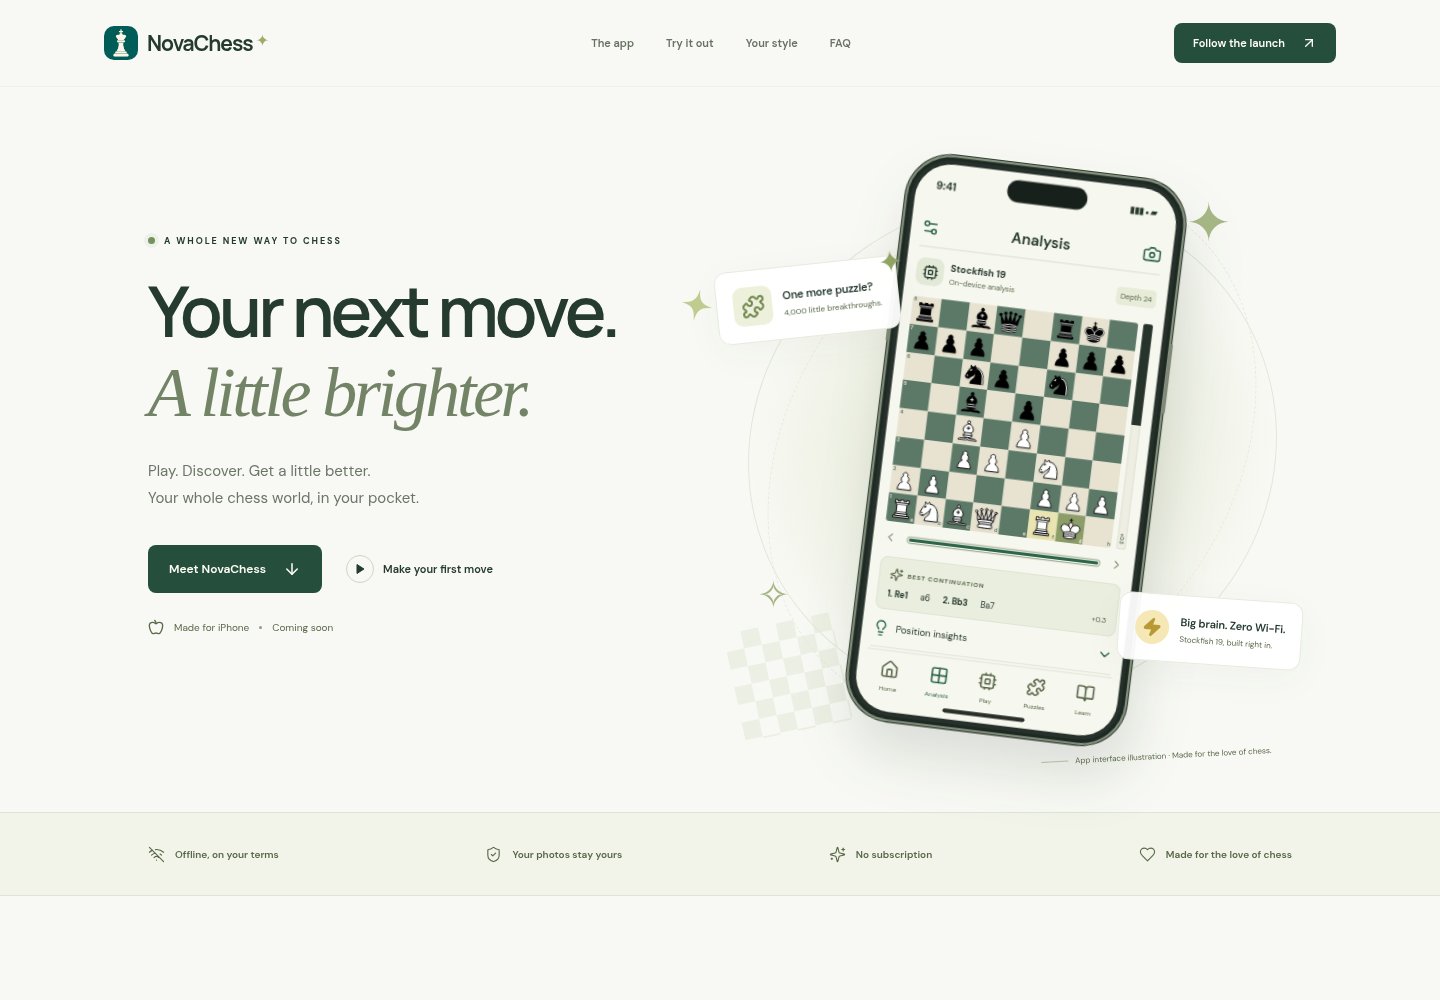 NovaChess
The app
Try it out
Your style
FAQ
Follow the launch
A WHOLE NEW WAY TO CHESS
Your next move.
A little brighter.
Play. Discover. Get a little better.
Your whole chess world, in your pocket.
Meet NovaChess
Make your first move
Made for iPhone • Coming soon
One more puzzle?
4,000 little breakthroughs.
9:41
Analysis
Stockfish 19
On-device analysis
Depth 24
BEST CONTINUATION
1. Re1 a6 2. Bb3 Ba7
+0.3
Position insights
Home
Analysis
Play
Puzzles
Learn
Big brain. Zero Wi-Fi.
Stockfish 19, built right in.
App interface illustration · Made for the love of chess.
Offline, on your terms
Your photos stay yours
No subscription
Made for the love of chess